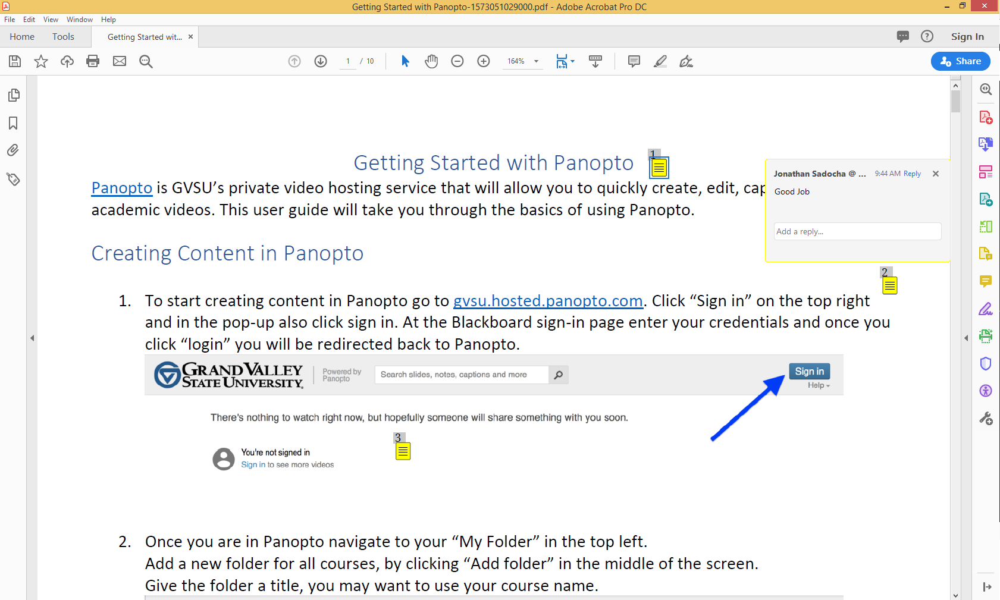 Getting Started with Panopto-1573051029000.pdf - Adobe Acrobat Pro DC
File Edit View Window Help
Home Tools Getting Started wit... × Sign In
1 / 10 164% Share
1
Getting Started with Panopto
Jonathan Sadocha @ ... 9:44 AM Reply
Good Job
Add a reply...
Panopto is GVSU’s private video hosting service that will allow you to quickly create, edit,
academic videos. This user guide will take you through the basics of using Panopto.
Creating Content in Panopto
2
1. To start creating content in Panopto go to gvsu.hosted.panopto.com. Click “Sign in” on the top right
and in the pop-up also click sign in. At the Blackboard sign-in page enter your credentials and once you
click “login” you will be redirected back to Panopto.
GRAND VALLEY
STATE UNIVERSITY.
Powered by
Panopto
Search slides, notes, captions and more
Sign in
Help
There's nothing to watch right now, but hopefully someone will share something with you soon.
3
You're not signed in
Sign in to see more videos
2. Once you are in Panopto navigate to your “My Folder” in the top left.
Add a new folder for all courses, by clicking “Add folder” in the middle of the screen.
Give the folder a title, you may want to use your course name.